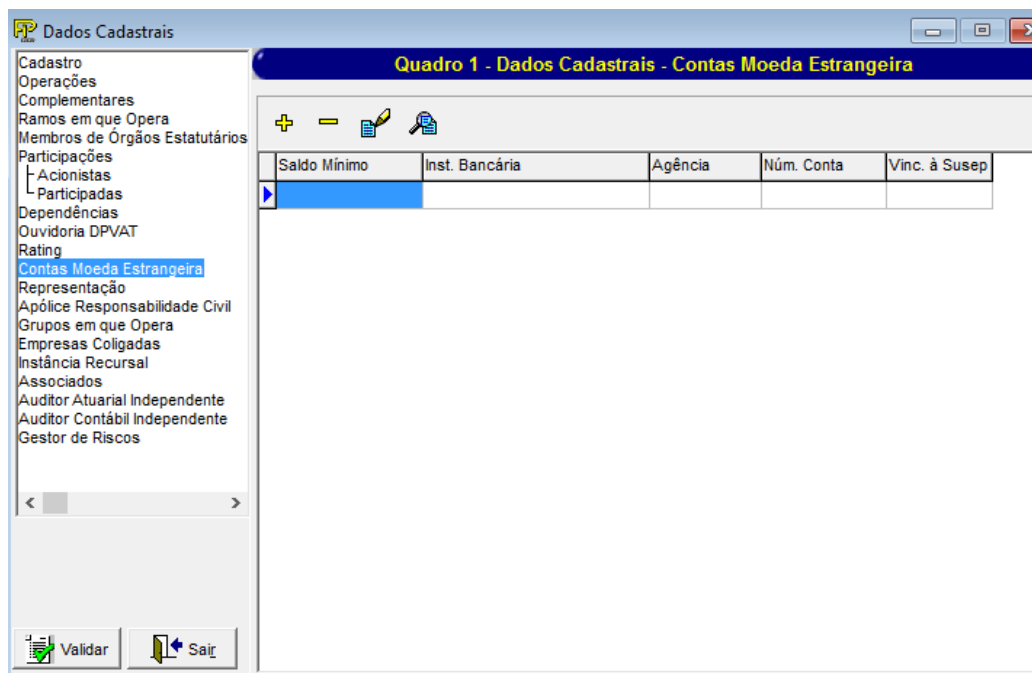 Dados Cadastrais
Cadastro
Operações
Complementares
Ramos em que Opera
Membros de Órgãos Estatutários
Participações
Acionistas
Participadas
Dependências
Ouvidoria DPVAT
Rating
Contas Moeda Estrangeira
Representação
Apólice Responsabilidade Civil
Grupos em que Opera
Empresas Coligadas
Instância Recursal
Associados
Auditor Atuarial Independente
Auditor Contábil Independente
Gestor de Riscos
Validar Sair
Quadro 1 - Dados Cadastrais - Contas Moeda Estrangeira
Saldo Mínimo Inst. Bancária Agência Núm. Conta Vinc. à Susep